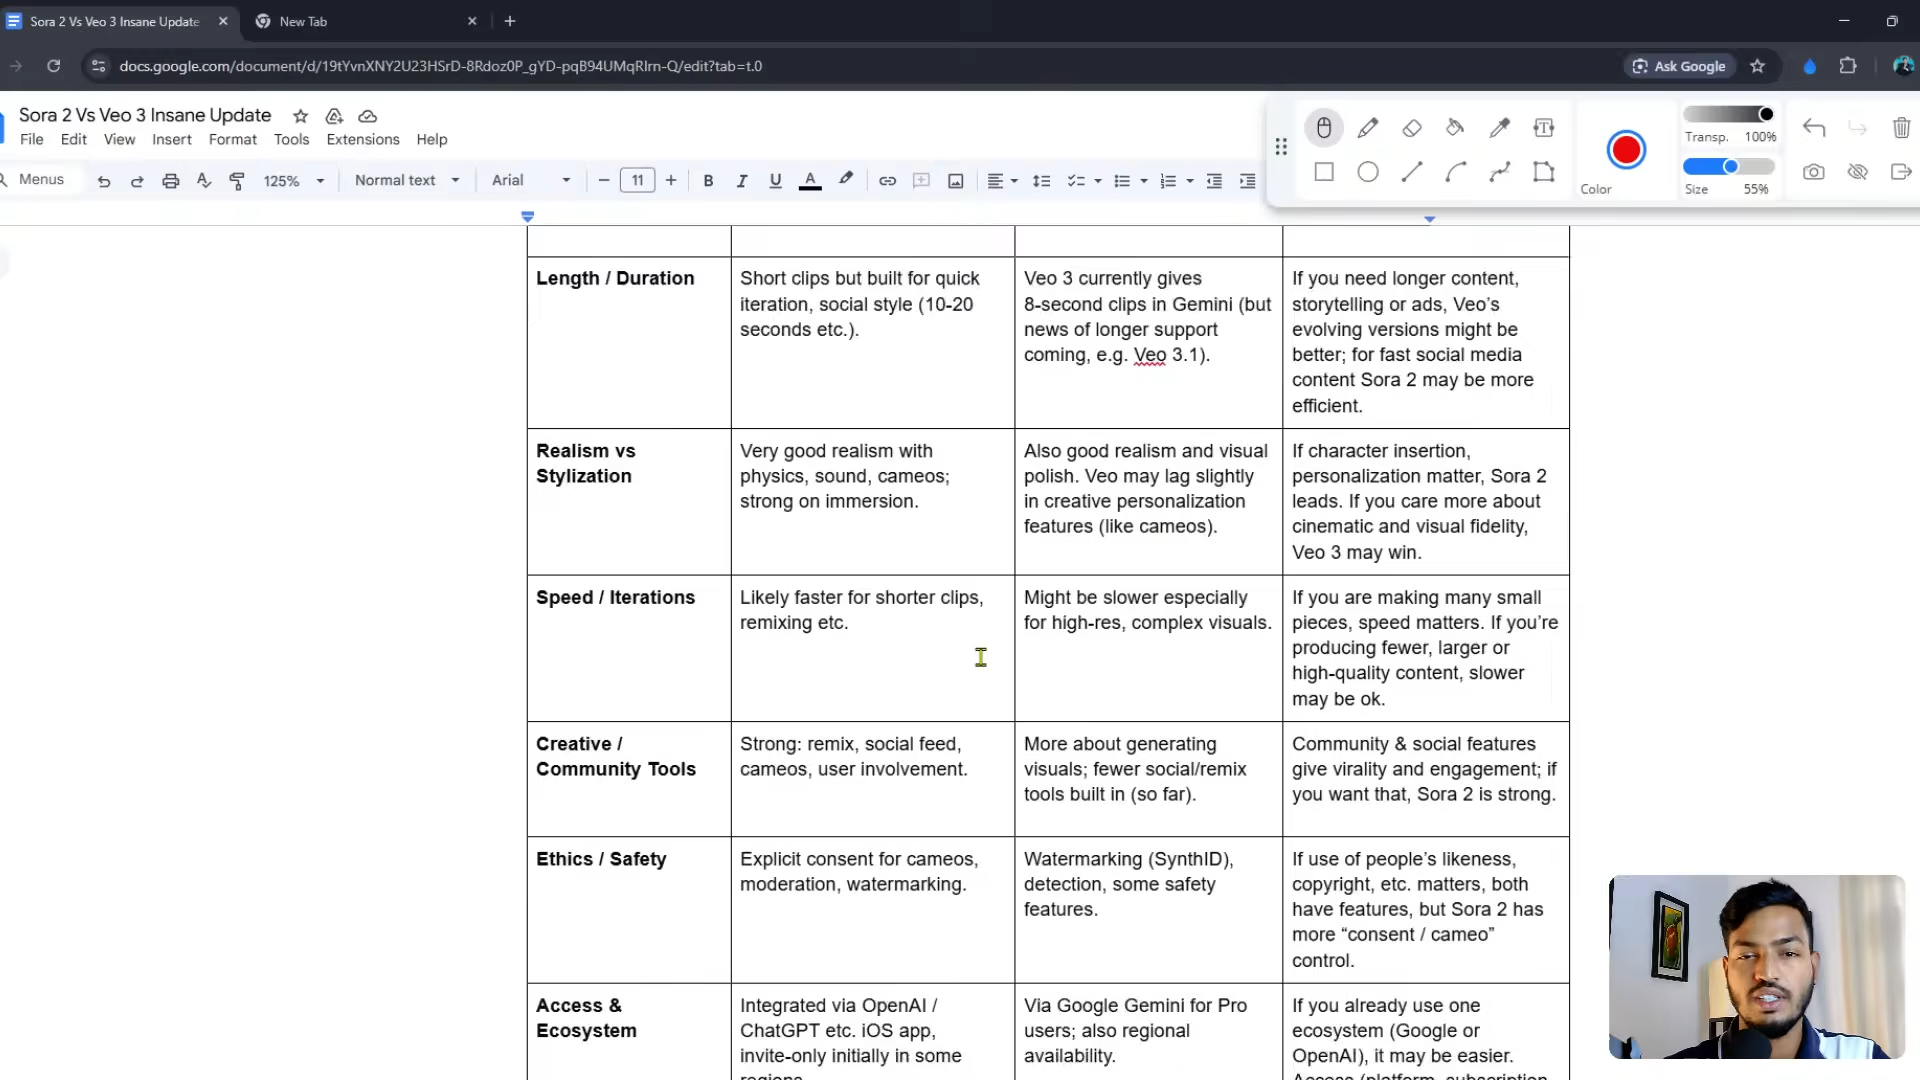 Sora 2 Vs Veo 3 Insane Update
New Tab
docs.google.com/document/d/19tYvnXNY2U23HSrD-8Rdoz0P_gYD-pqB94UMqRlrn-Q/edit?tab=t.0
Ask Google
Sora 2 Vs Veo 3 Insane Update
File Edit View Insert Format Tools Extensions Help
Menus 125% Normal text Arial 11
Transp. 100%
Color
Size 55%
Length / Duration
Short clips but built for quick
iteration, social style (10-20
seconds etc.).
Veo 3 currently gives
8-second clips in Gemini (but
news of longer support
coming, e.g. Veo 3.1).
If you need longer content,
storytelling or ads, Veo’s
evolving versions might be
better; for fast social media
content Sora 2 may be more
efficient.
Realism vs
Stylization
Very good realism with
physics, sound, cameos;
strong on immersion.
Also good realism and visual
polish. Veo may lag slightly
in creative personalization
features (like cameos).
If character insertion,
personalization matter, Sora 2
leads. If you care more about
cinematic and visual fidelity,
Veo 3 may win.
Speed / Iterations
Likely faster for shorter clips,
remixing etc.
Might be slower especially
for high-res, complex visuals.
If you are making many small
pieces, speed matters. If you’re
producing fewer, larger or
high-quality content, slower
may be ok.
Creative /
Community Tools
Strong: remix, social feed,
cameos, user involvement.
More about generating
visuals; fewer social/remix
tools built in (so far).
Community & social features
give virality and engagement; if
you want that, Sora 2 is strong.
Ethics / Safety
Explicit consent for cameos,
moderation, watermarking.
Watermarking (SynthID),
detection, some safety
features.
If use of people’s likeness,
copyright, etc. matters, both
have features, but Sora 2 has
more “consent / cameo”
control.
Access &
Ecosystem
Integrated via OpenAI /
ChatGPT etc. iOS app,
invite-only initially in some
regions
Via Google Gemini for Pro
users; also regional
availability.
If you already use one
ecosystem (Google or
OpenAI), it may be easier.
Access (platform, subscription